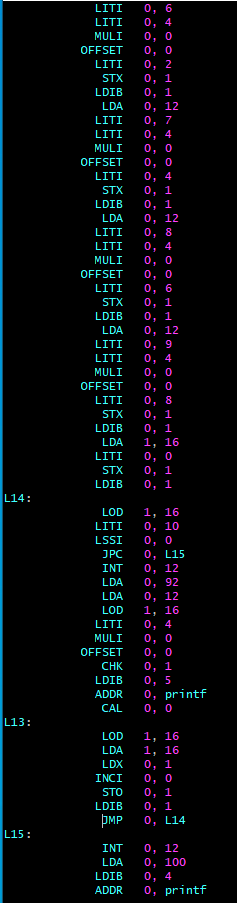 LITI 0, 6
LITI 0, 4
MULI 0, 0
OFFSET 0, 0
LITI 0, 2
STX 0, 1
LDIB 0, 1
LDA 0, 12
LITI 0, 7
LITI 0, 4
MULI 0, 0
OFFSET 0, 0
LITI 0, 4
STX 0, 1
LDIB 0, 1
LDA 0, 12
LITI 0, 8
LITI 0, 4
MULI 0, 0
OFFSET 0, 0
LITI 0, 6
STX 0, 1
LDIB 0, 1
LDA 0, 12
LITI 0, 9
LITI 0, 4
MULI 0, 0
OFFSET 0, 0
LITI 0, 8
STX 0, 1
LDIB 0, 1
LDA 1, 16
LITI 0, 0
STX 0, 1
LDIB 0, 1
L14:
LOD 1, 16
LITI 0, 10
LSSI 0, 0
JPC 0, L15
INT 0, 12
LDA 0, 92
LDA 0, 12
LOD 1, 16
LITI 0, 4
MULI 0, 0
OFFSET 0, 0
CHK 0, 1
LDIB 0, 5
ADDR 0, printf
CAL 0, 0
L13:
LOD 1, 16
LDA 1, 16
LDX 0, 1
INCI 0, 0
STO 0, 1
LDIB 0, 1
JMP 0, L14
L15:
INT 0, 12
LDA 0, 100
LDIB 0, 4
ADDR 0, printf